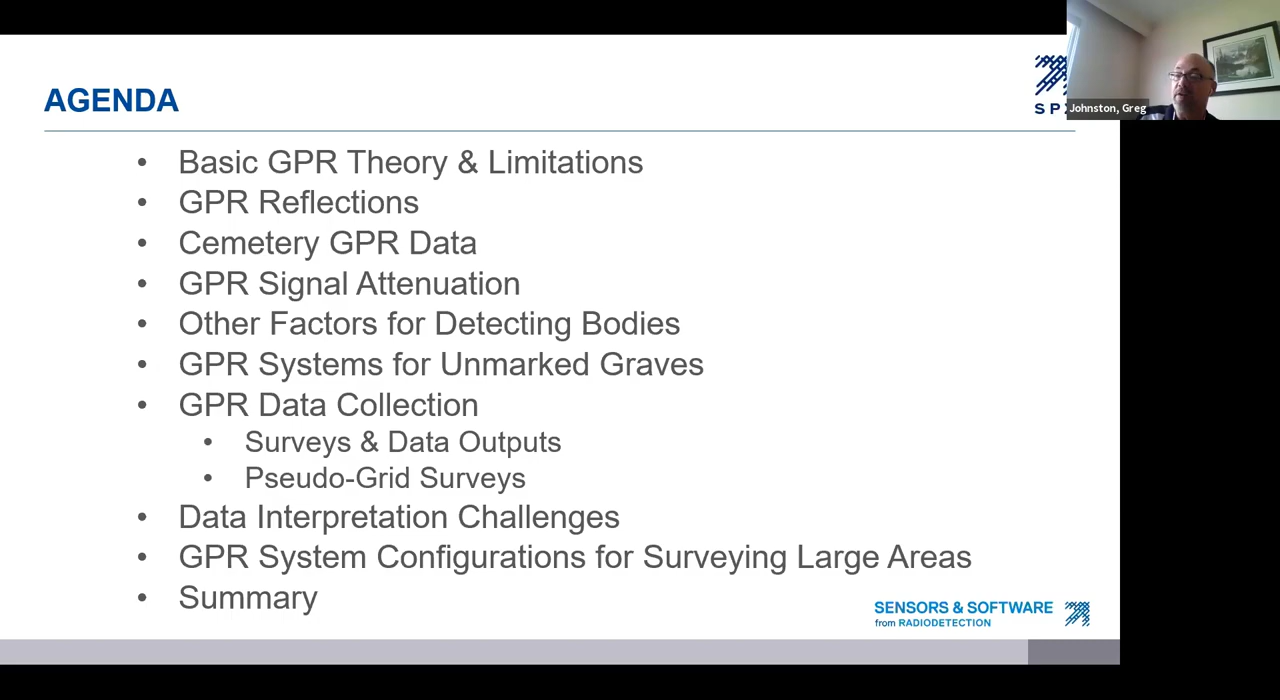 AGENDA
SP
Johnston, Greg
• Basic GPR Theory & Limitations
• GPR Reflections
• Cemetery GPR Data
• GPR Signal Attenuation
• Other Factors for Detecting Bodies
• GPR Systems for Unmarked Graves
• GPR Data Collection
• Surveys & Data Outputs
• Pseudo-Grid Surveys
• Data Interpretation Challenges
• GPR System Configurations for Surveying Large Areas
• Summary
SENSORS & SOFTWARE
from RADIODETECTION